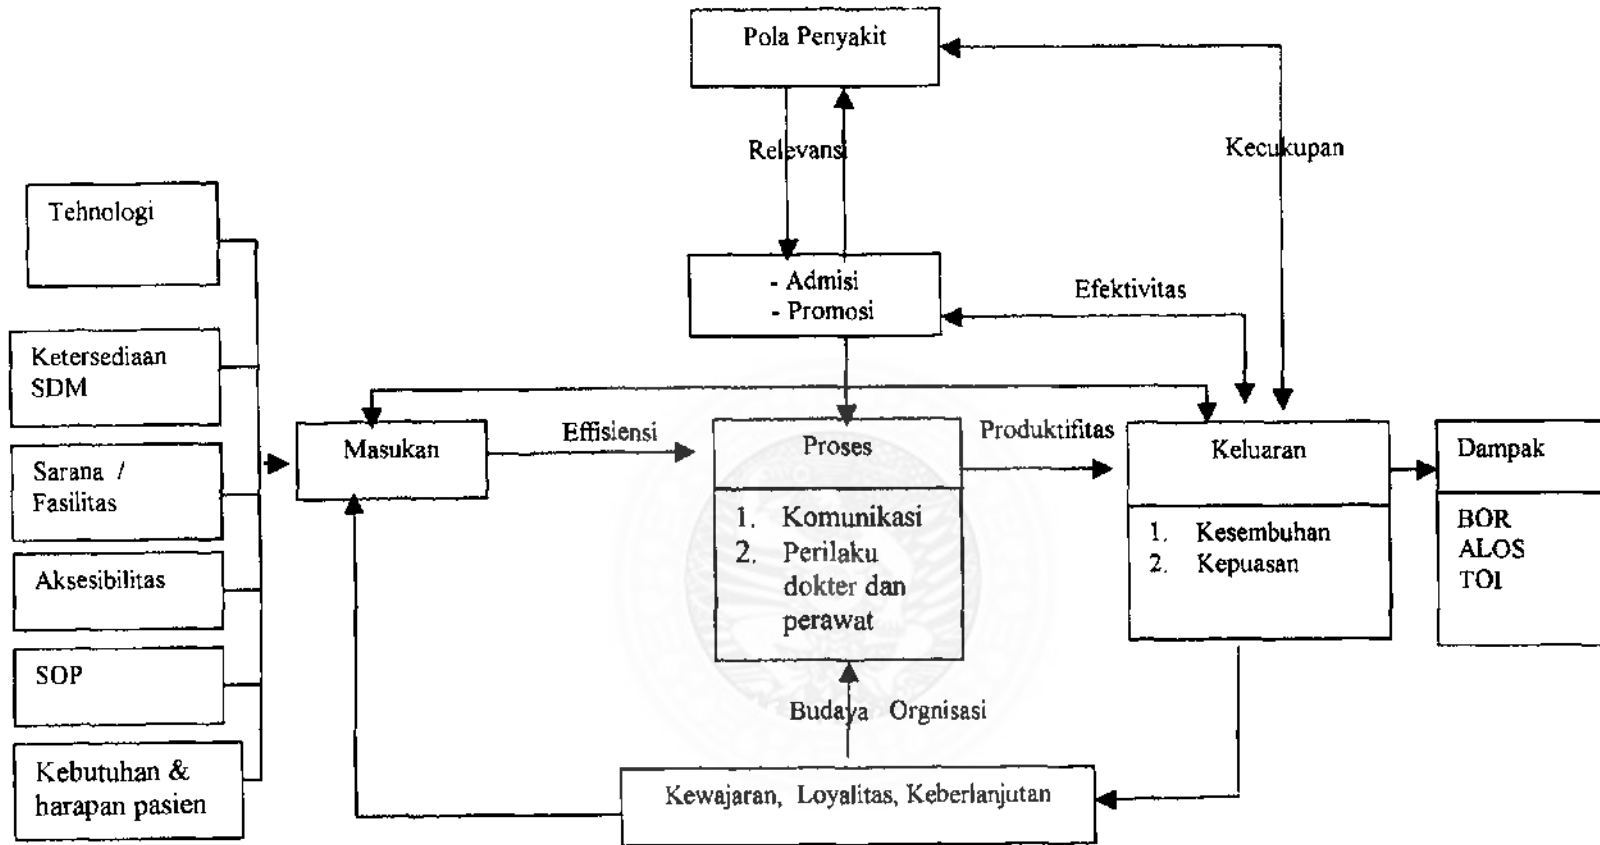 Pola Penyakit
Relevansi
Kecukupan
Tehnologi
- Admisi
- Promosi
Efektivitas
Ketersediaan
SDM
Masukan
Effisiensi
Proses
Produktifitas
Keluaran
Dampak
Sarana /
Fasilitas
1. Komunikasi
2. Perilaku
dokter dan
perawat
1. Kesembuhan
2. Kepuasan
BOR
ALOS
TOI
Aksesibilitas
SOP
Budaya Orgnisasi
Kebutuhan &
harapan pasien
Kewajaran, Loyalitas, Keberlanjutan